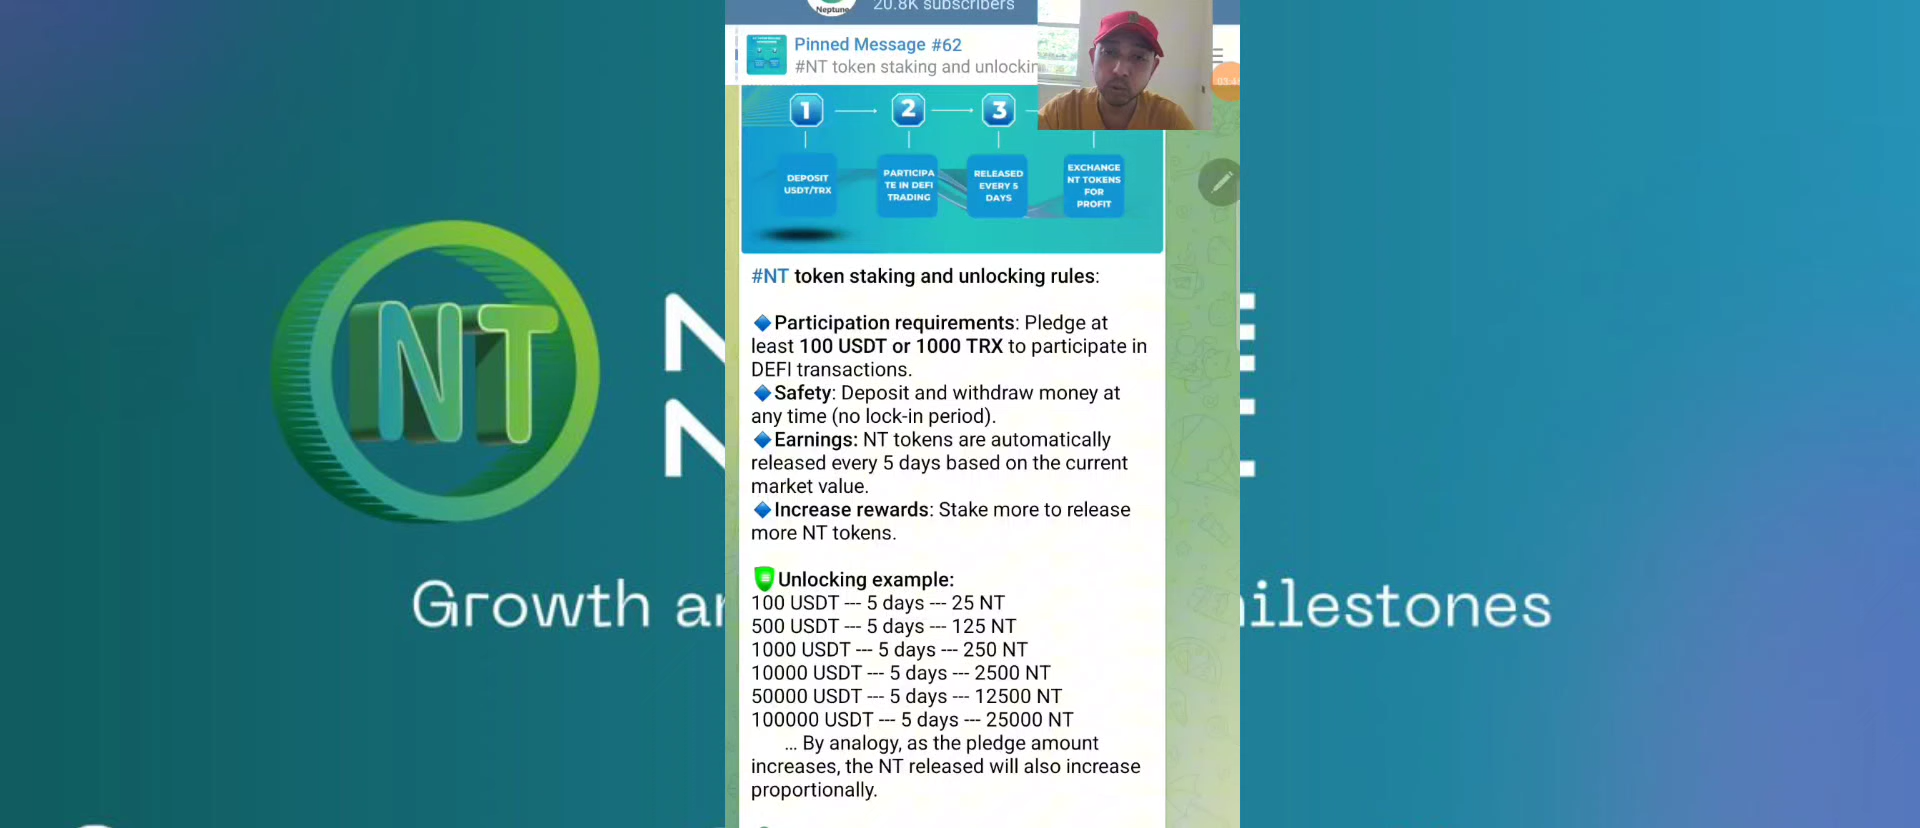 Neptune
20.8K subscribers
Pinned Message #62
#NT token staking and unlockin
1
2
3
DEPOSIT
USDT/TRX
PARTICIPA
TE IN DEFI
TRADING
RELEASED
EVERY 5
DAYS
EXCHANGE
NT TOKENS
FOR
PROFIT
#NT token staking and unlocking rules:
Participation requirements: Pledge at
least 100 USDT or 1000 TRX to participate in
DEFI transactions.
Safety: Deposit and withdraw money at
any time (no lock-in period).
Earnings: NT tokens are automatically
released every 5 days based on the current
market value.
Increase rewards: Stake more to release
more NT tokens.
Unlocking example:
100 USDT --- 5 days --- 25 NT
500 USDT --- 5 days --- 125 NT
1000 USDT --- 5 days --- 250 NT
10000 USDT --- 5 days --- 2500 NT
50000 USDT --- 5 days --- 12500 NT
100000 USDT --- 5 days --- 25000 NT
... By analogy, as the pledge amount
increases, the NT released will also increase
proportionally.
NT
Growth ar
ilestones